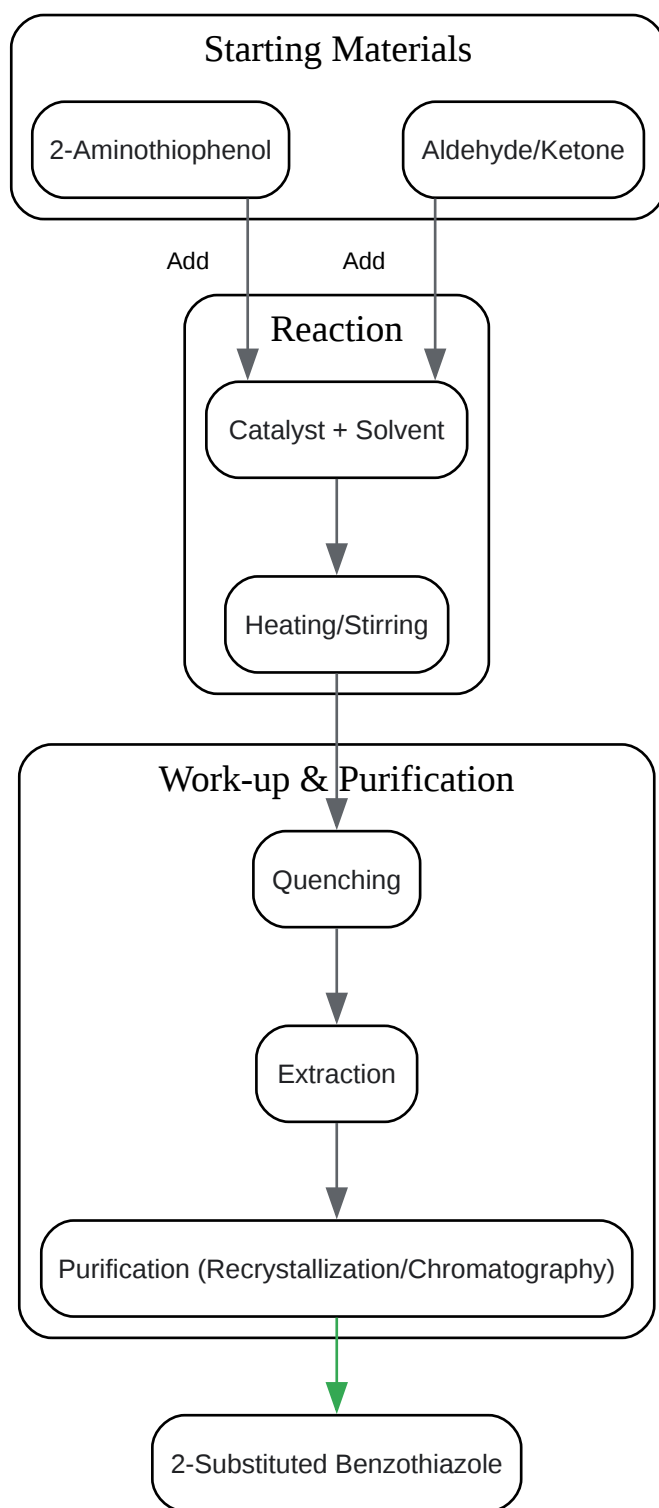 Starting Materials
2-Aminothiophenol
Aldehyde/Ketone
Add
Add
Reaction
Catalyst + Solvent
Heating/Stirring
Work-up & Purification
Quenching
Extraction
Purification (Recrystallization/Chromatography)
2-Substituted Benzothiazole